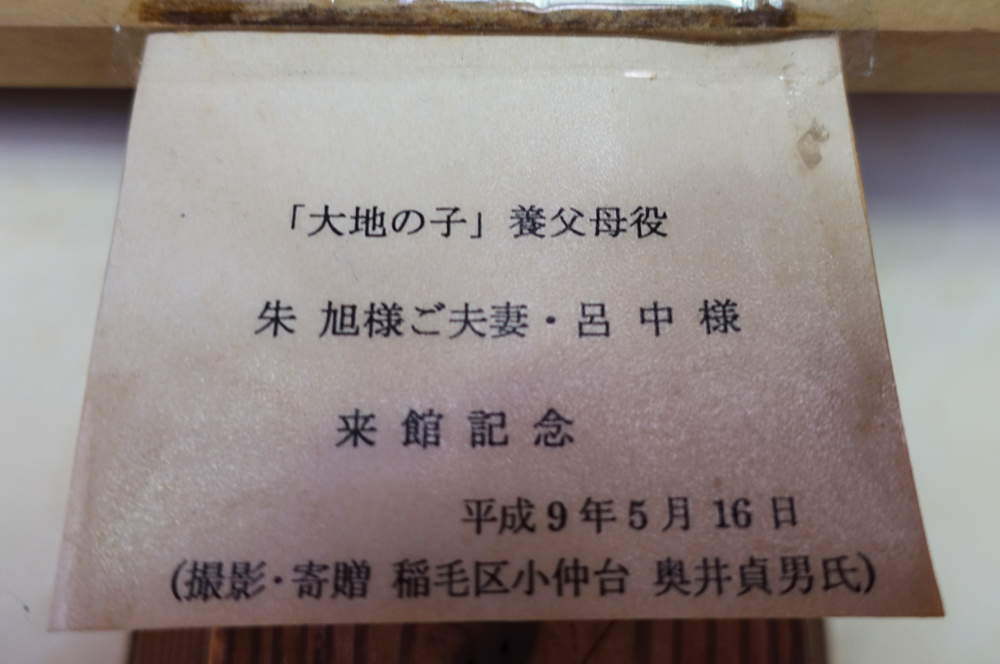 「大地の子」養父母役
朱 旭様ご夫妻・呂 中 様
来 館 記 念
平成 9 年 5 月 16 日
(撮影・寄贈 稲毛区小仲台 奥井貞男氏)